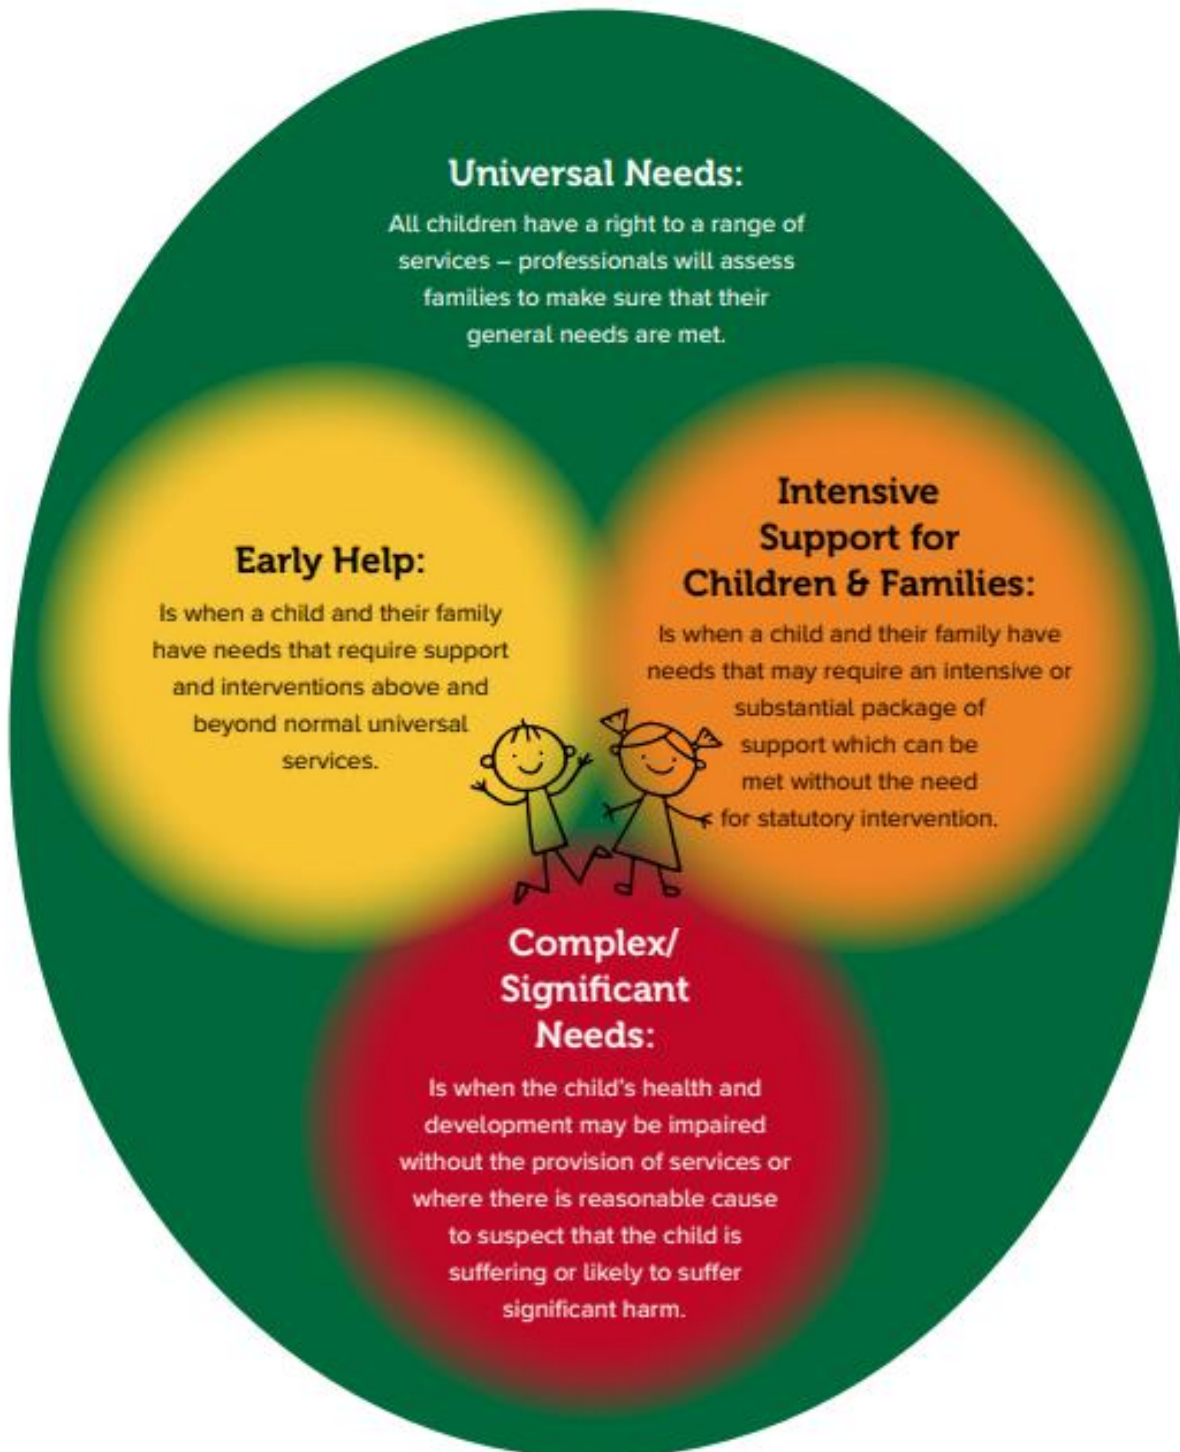 Universal Needs:
All children have a right to a range of
services – professionals will assess
families to make sure that their
general needs are met.
Early Help:
Is when a child and their family
have needs that require support
and interventions above and
beyond normal universal
services.
Intensive
Support for
Children & Families:
Is when a child and their family have
needs that may require an intensive or
substantial package of
support which can be
met without the need
for statutory intervention.
Complex/
Significant
Needs:
Is when the child's health and
development may be impaired
without the provision of services or
where there is reasonable cause
to suspect that the child is
suffering or likely to suffer
significant harm.